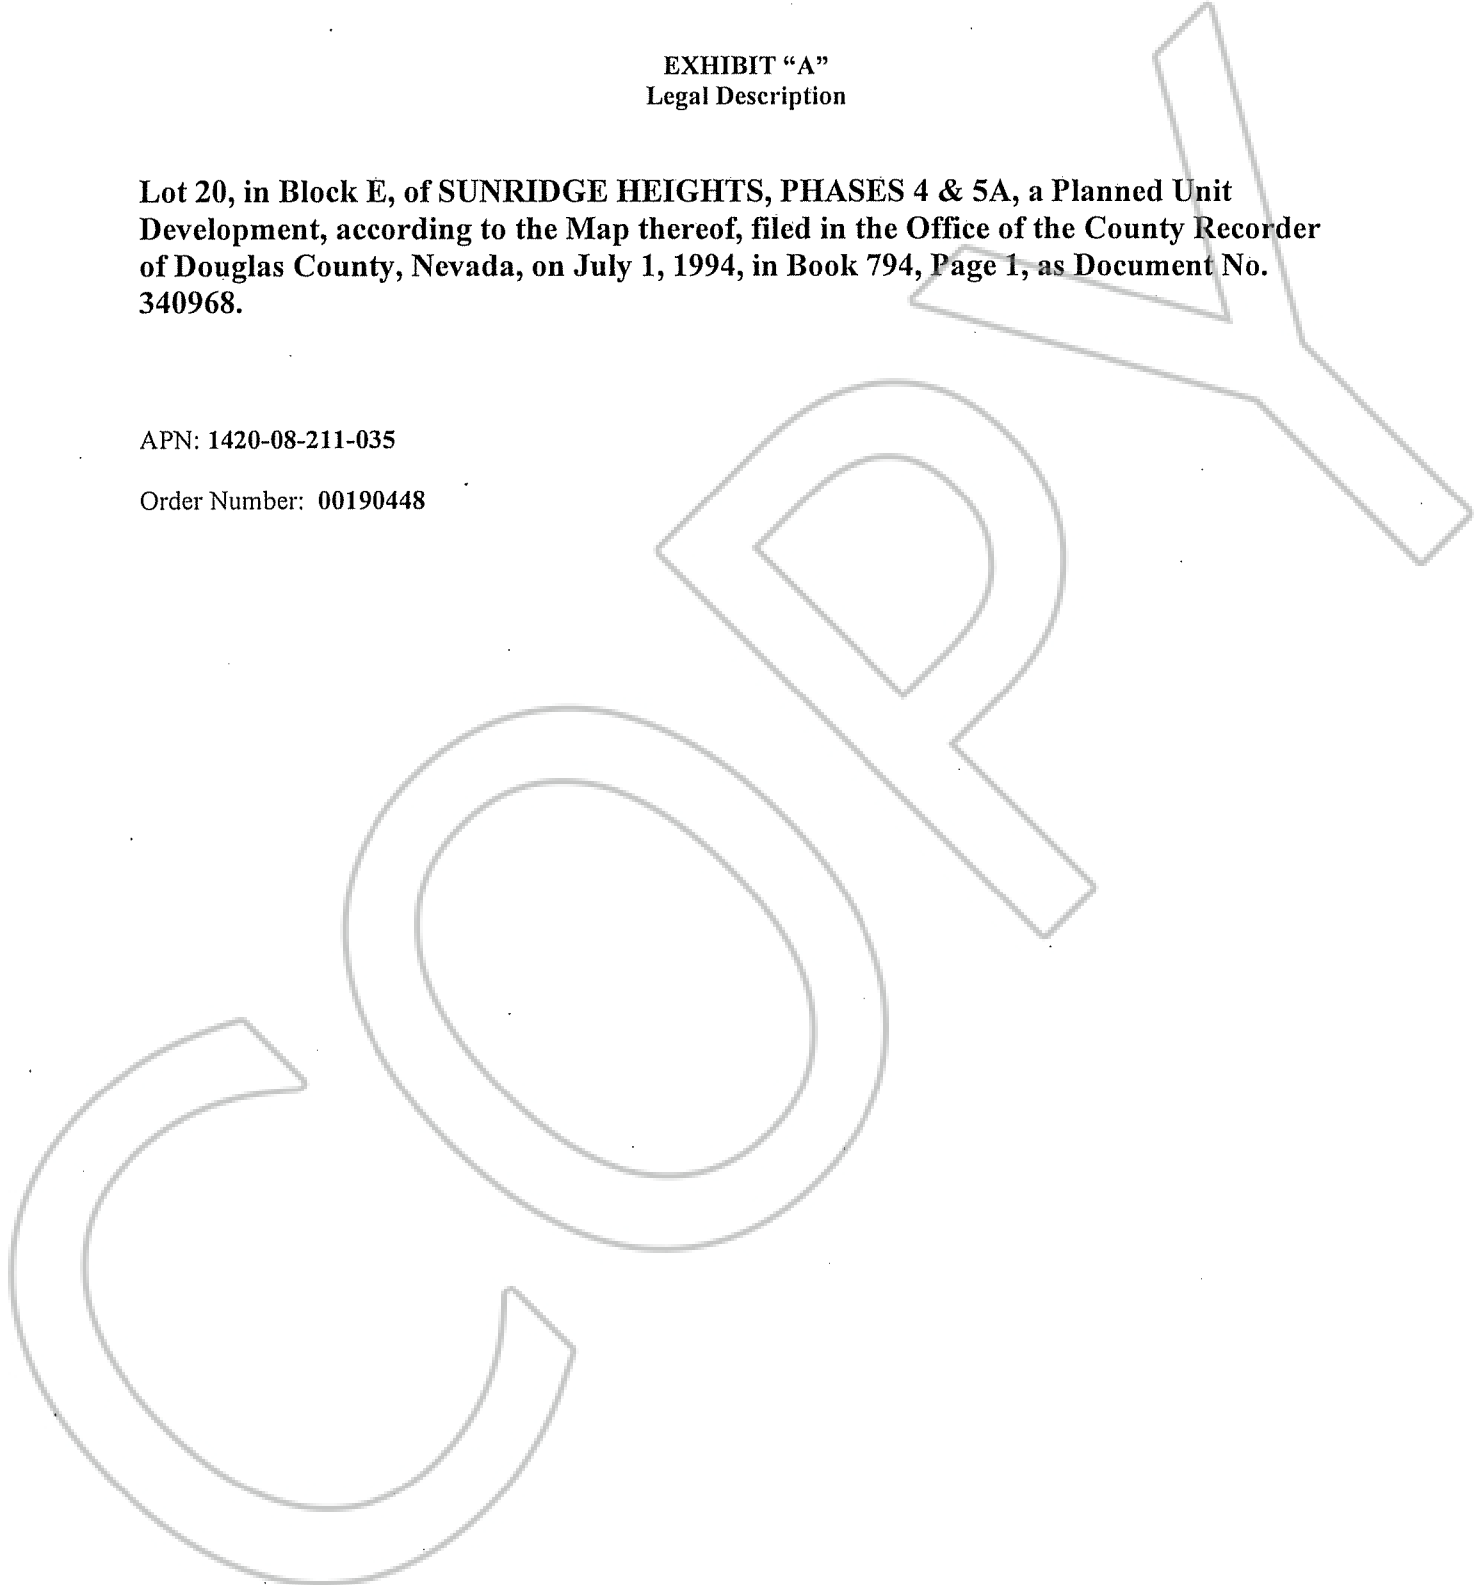 EXHIBIT “A”
Legal Description
Lot 20, in Block E, of SUNRIDGE HEIGHTS, PHASES 4 & 5A, a Planned Unit
Development, according to the Map thereof, filed in the Office of the County Recorder
of Douglas County, Nevada, on July 1, 1994, in Book 794, Page 1, as Document No.
340968.
APN: 1420-08-211-035
Order Number: 00190448
COPY